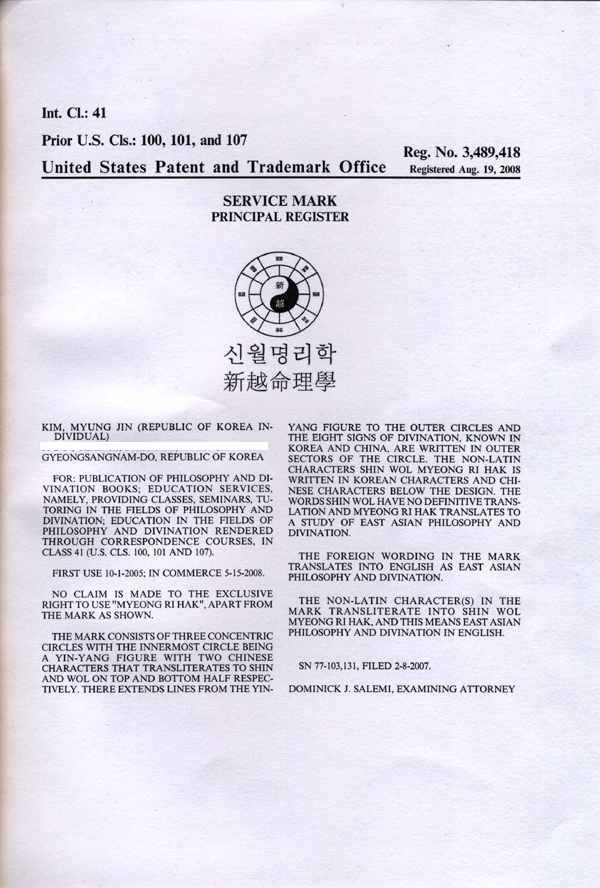 Int. Cl.: 41
Prior U.S. Cls.: 100, 101, and 107
United States Patent and Trademark Office
Reg. No. 3,489,418
Registered Aug. 19, 2008
SERVICE MARK
PRINCIPAL REGISTER
新
越
신월명리학
新越命理學
KIM, MYUNG JIN (REPUBLIC OF KOREA IN-
DIVIDUAL)
GYEONGSANGNAM-DO, REPUBLIC OF KOREA
FOR: PUBLICATION OF PHILOSOPHY AND DI-
VINATION BOOKS; EDUCATION SERVICES,
NAMELY, PROVIDING CLASSES, SEMINARS, TU-
TORING IN THE FIELDS OF PHILOSOPHY AND
DIVINATION; EDUCATION IN THE FIELDS OF
PHILOSOPHY AND DIVINATION RENDERED
THROUGH CORRESPONDENCE COURSES, IN
CLASS 41 (U.S. CLS. 100, 101 AND 107).
FIRST USE 10-1-2005; IN COMMERCE 5-15-2008.
NO CLAIM IS MADE TO THE EXCLUSIVE
RIGHT TO USE "MYEONG RI HAK", APART FROM
THE MARK AS SHOWN.
THE MARK CONSISTS OF THREE CONCENTRIC
CIRCLES WITH THE INNERMOST CIRCLE BEING
A YIN-YANG FIGURE WITH TWO CHINESE
CHARACTERS THAT TRANSLITERATES TO SHIN
AND WOL ON TOP AND BOTTOM HALF RESPEC-
TIVELY. THERE EXTENDS LINES FROM THE YIN-
YANG FIGURE TO THE OUTER CIRCLES AND
THE EIGHT SIGNS OF DIVINATION, KNOWN IN
KOREA AND CHINA, ARE WRITTEN IN OUTER
SECTORS OF THE CIRCLE. THE NON-LATIN
CHARACTERS SHIN WOL MYEONG RI HAK IS
WRITTEN IN KOREAN CHARACTERS AND CHI-
NESE CHARACTERS BELOW THE DESIGN. THE
WORDS SHIN WOL HAVE NO DEFINITIVE TRANS-
LATION AND MYEONG RI HAK TRANSLATES TO
A STUDY OF EAST ASIAN PHILOSOPHY AND
DIVINATION.
THE FOREIGN WORDING IN THE MARK
TRANSLATES INTO ENGLISH AS EAST ASIAN
PHILOSOPHY AND DIVINATION.
THE NON-LATIN CHARACTER(S) IN THE
MARK TRANSLITERATE INTO SHIN WOL
MYEONG RI HAK, AND THIS MEANS EAST ASIAN
PHILOSOPHY AND DIVINATION IN ENGLISH.
SN 77-103,131, FILED 2-8-2007.
DOMINICK J. SALEMI, EXAMINING ATTORNEY